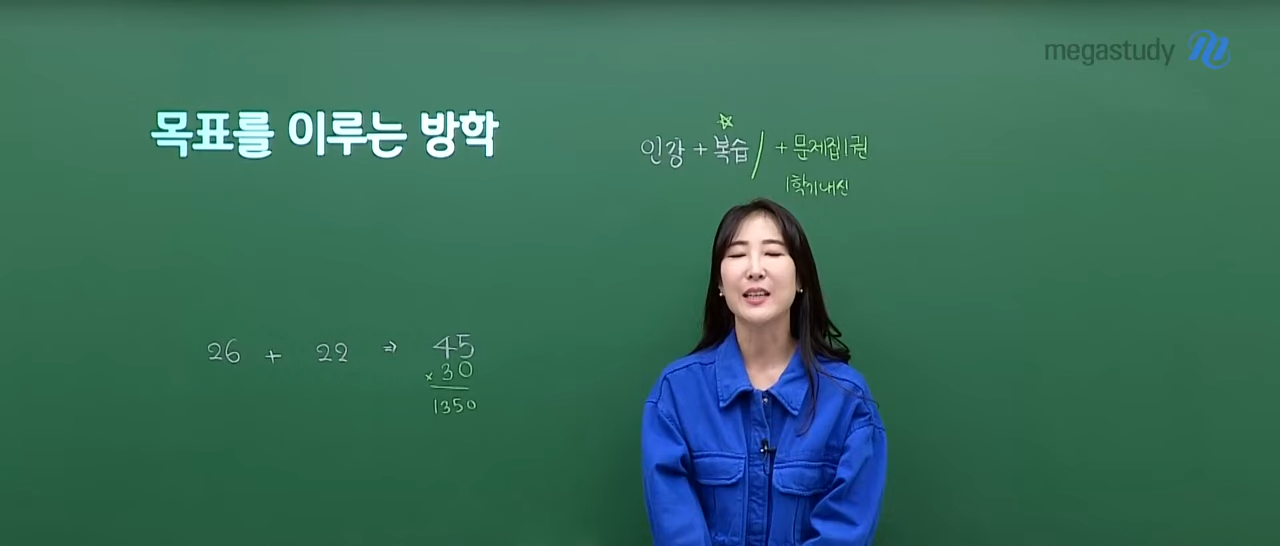 megastudy
목표를 이루는 방학
☆
인강 + 복습 / + 문제집 1권
1학기 내신
26 + 22 ⇒ 45
× 30
1350